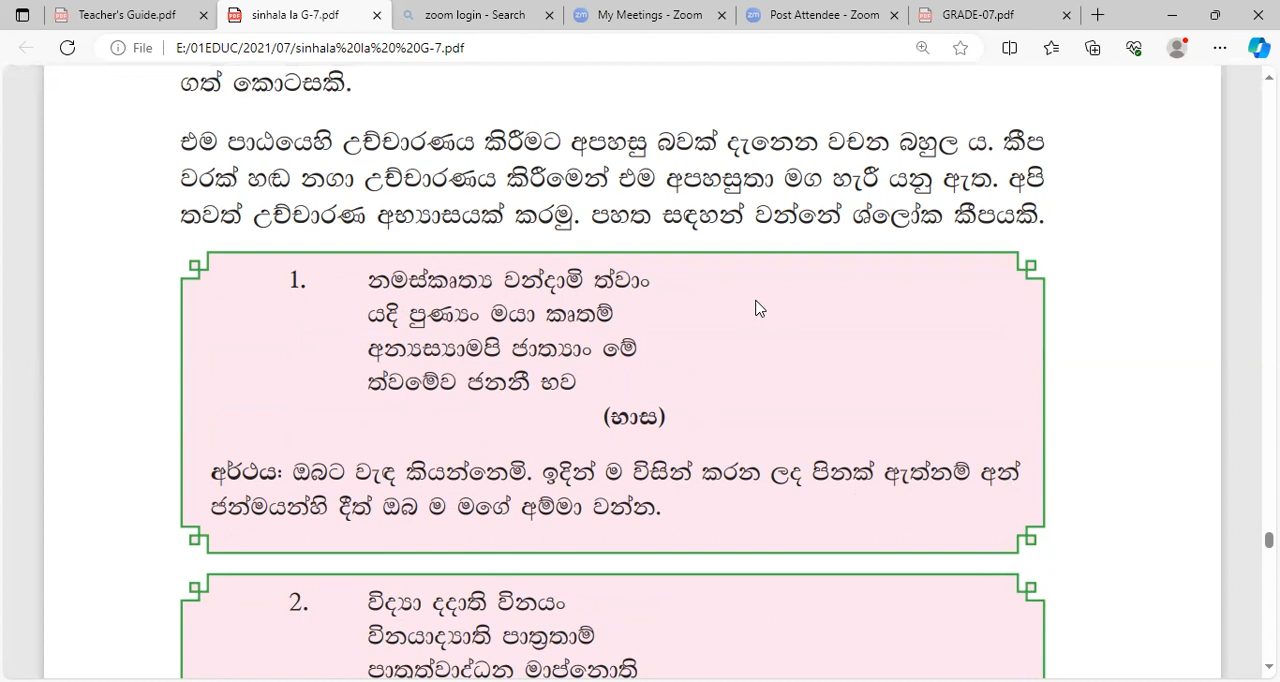 Teacher's Guide.pdf
sinhala la G-7.pdf
zoom login - Search
My Meetings - Zoom
Post Attendee - Zoom
GRADE-07.pdf
File
E:/01EDUC/2021/07/sinhala%20la%20%20G-7.pdf
ගත් කොටසකි.
එම පාඨයෙහි උච්චාරණය කිරීමට අපහසු බවක් දැනෙන වචන බහුල ය. කීප
වරක් හඬ නගා උච්චාරණය කිරීමෙන් එම අපහසුතා මග හැරී යනු ඇත. අපි
තවත් උච්චාරණ අභ්‍යාසයක් කරමු. පහත සඳහන් වන්නේ ශ්ලෝක කීපයකි.
1. නමස්කෘත්‍ය වන්දාමි ත්වාං
යදි පුණ්‍යං මයා කෘතම්
අන්‍යස්‍යාමපි ජාත්‍යාං මේ
ත්වමේව ජනනී භව
(භාස)
අර්ථය: ඔබට වැඳ කියන්නෙමි. ඉදින් ම විසින් කරන ලද පිනක් ඇත්නම් අන්
ජන්මයන්හි දීත් ඔබ ම මගේ අම්මා වන්න.
2. විද්‍යා දදාති විනයං
විනයාද්‍යාති පාත්‍රතාම්
පාත්‍රත්වාද්ධන මාප්නොති